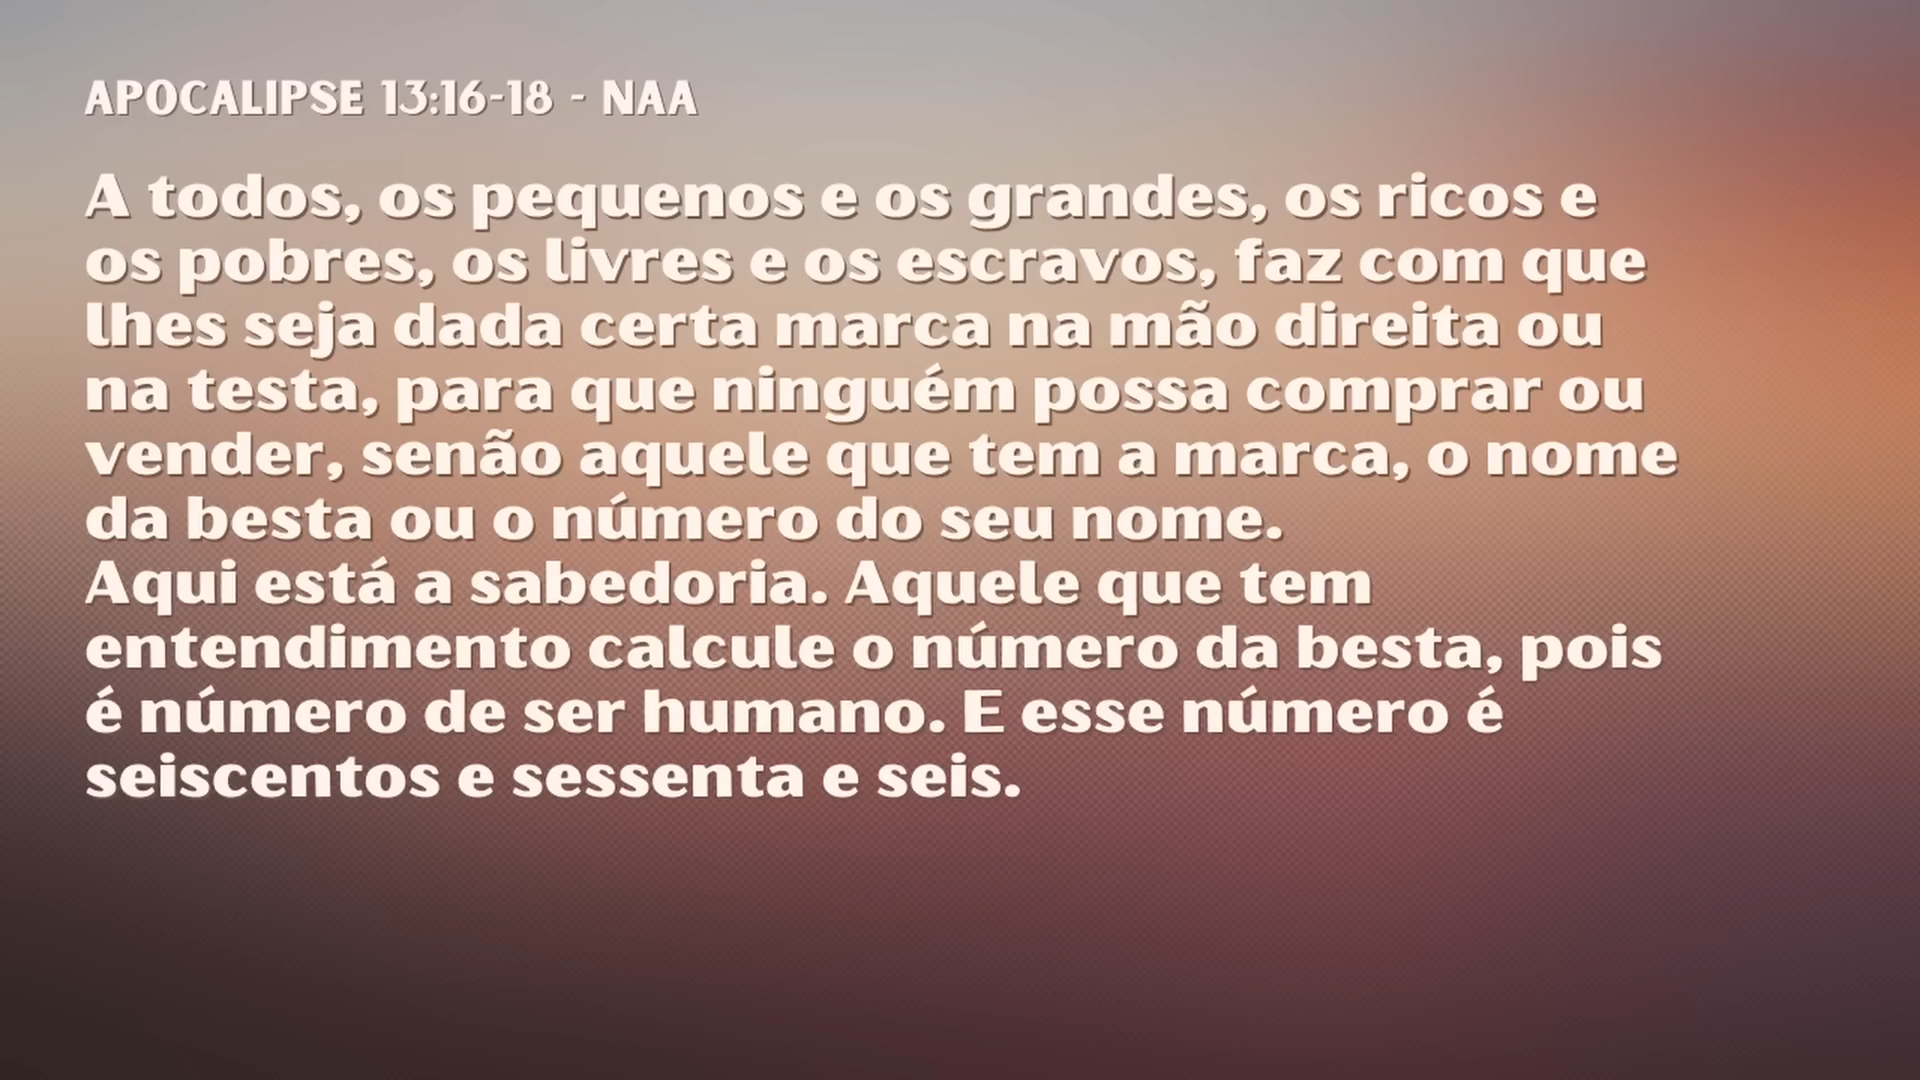 APOCALIPSE 13:16-18 - NAA
A todos, os pequenos e os grandes, os ricos e
os pobres, os livres e os escravos, faz com que
lhes seja dada certa marca na mão direita ou
na testa, para que ninguém possa comprar ou
vender, senão aquele que tem a marca, o nome
da besta ou o número do seu nome.
Aqui está a sabedoria. Aquele que tem
entendimento calcule o número da besta, pois
é número de ser humano. E esse número é
seiscentos e sessenta e seis.